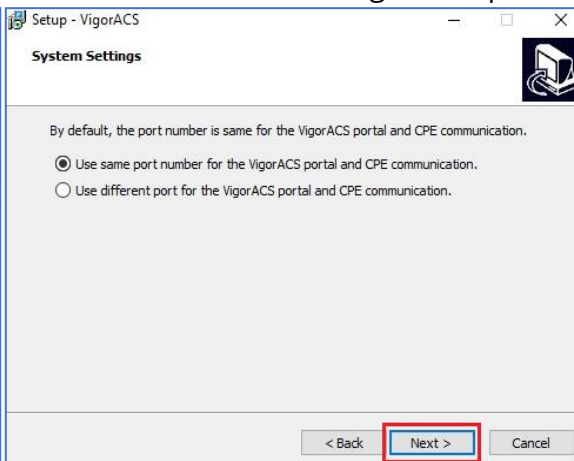 Setup - VigorACS
System Settings
By default, the port number is same for the VigorACS portal and CPE communication.
Use same port number for the VigorACS portal and CPE communication.
Use different port for the VigorACS portal and CPE communication.
< Back Next > Cancel